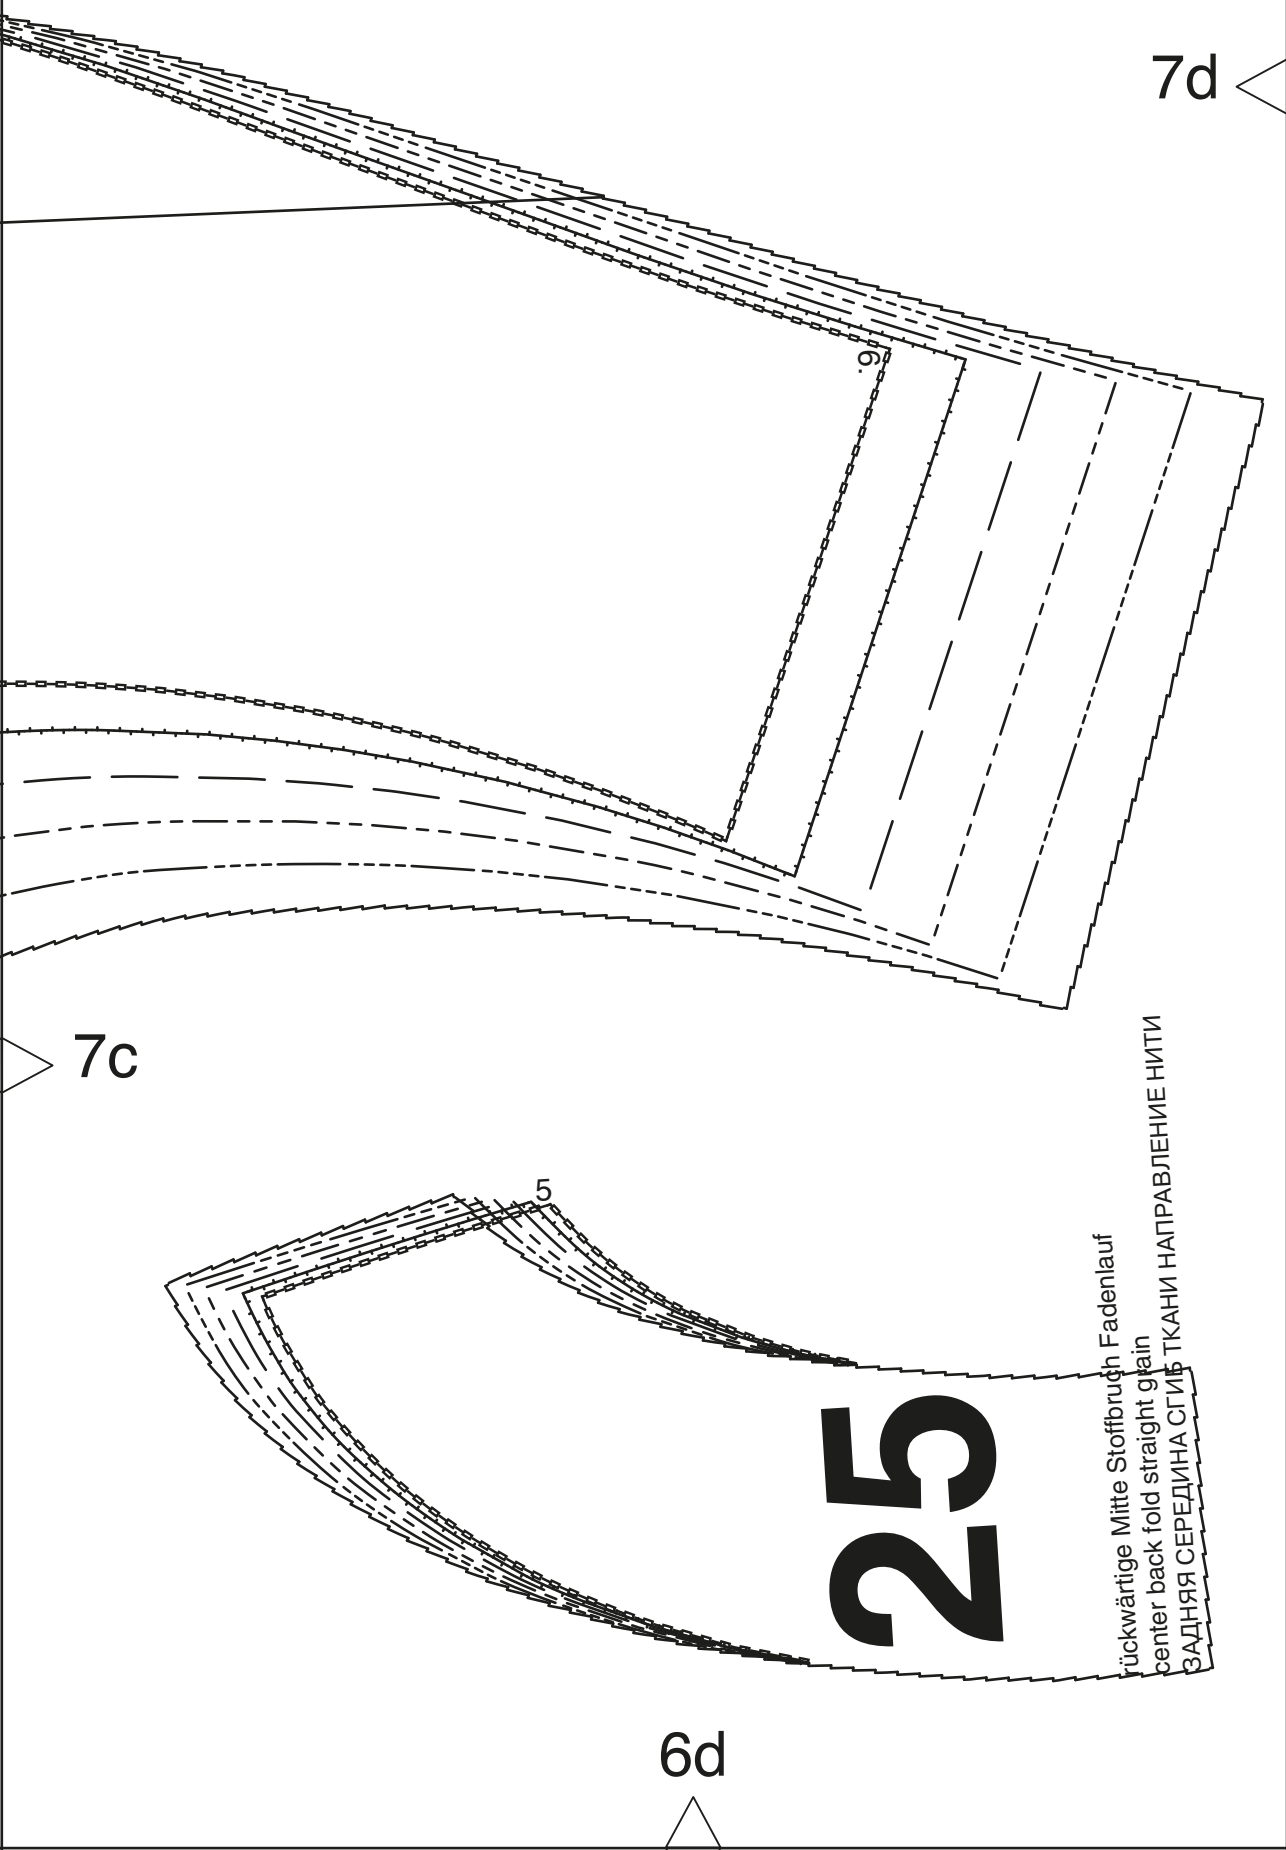 7d
6.
7c
5
rückwärtige Mitte Stoffbruch Fadenlauf
center back fold straight grain
ЗАДНЯЯ СЕРЕДИНА СГИБ ТКАНИ НАПРАВЛЕНИЕ НИТИ
25
6d